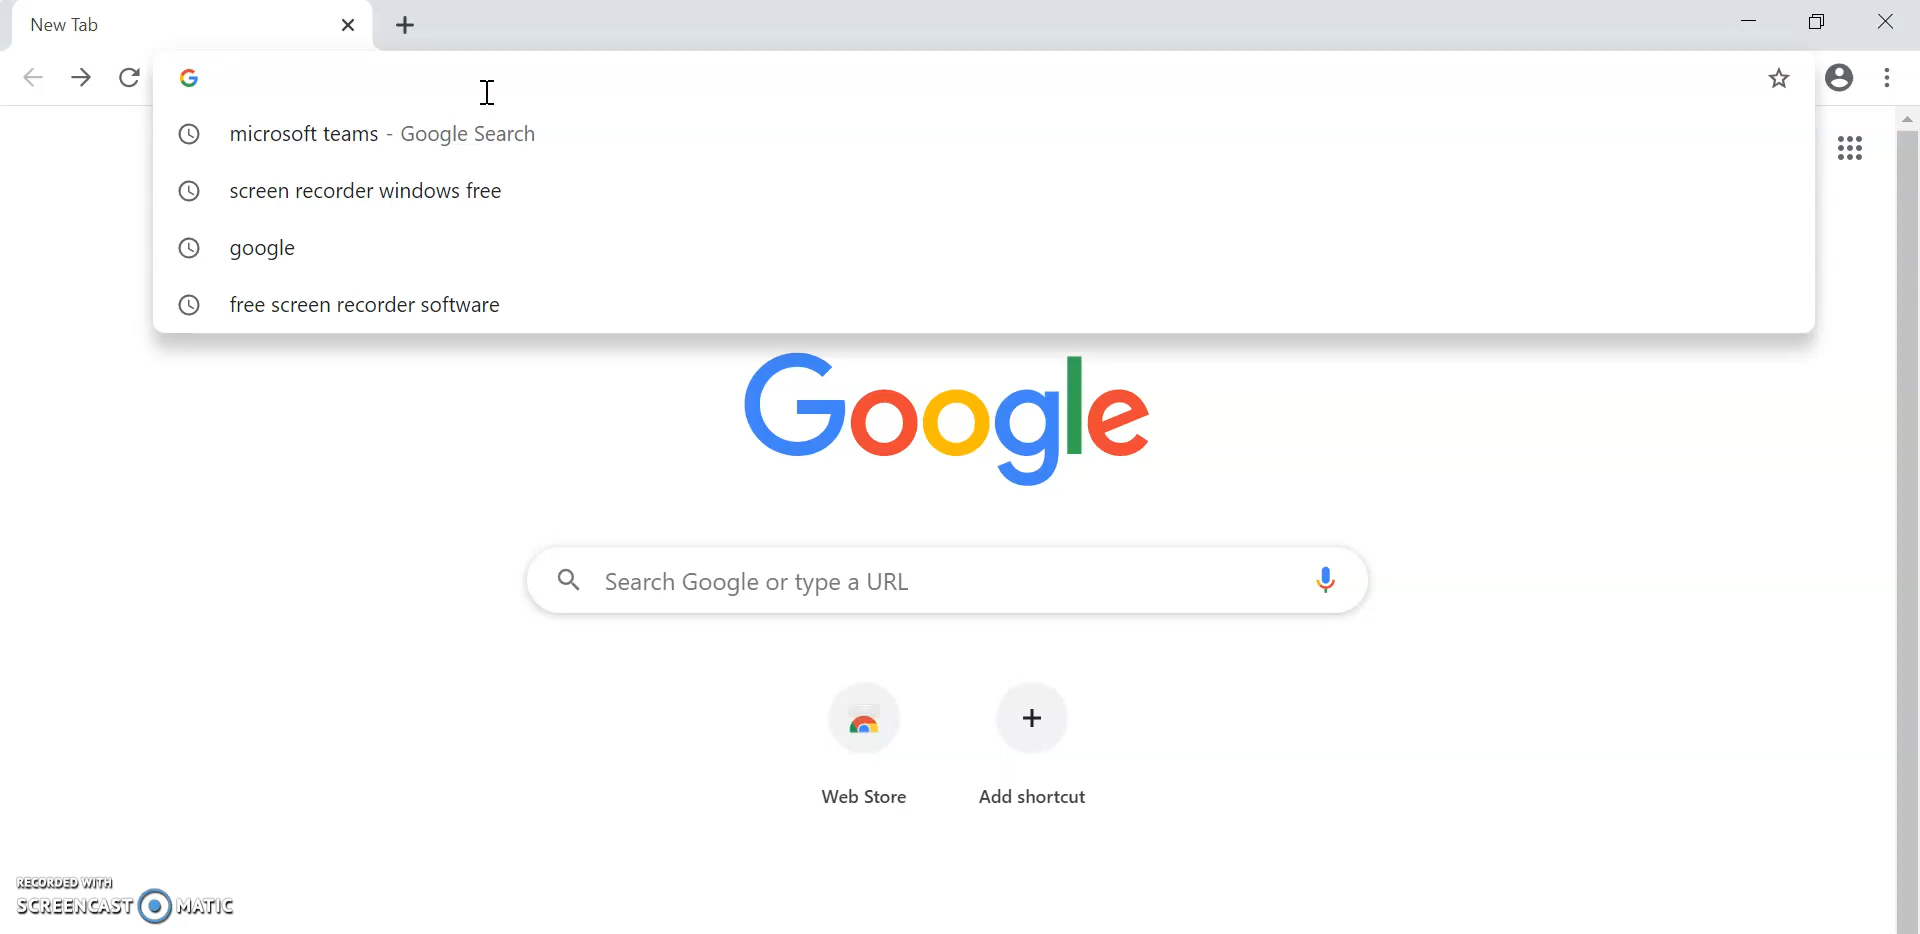 New Tab
microsoft teams - Google Search
screen recorder windows free
google
free screen recorder software
Google
Search Google or type a URL
Web Store
Add shortcut
RECORDED WITH
SCREENCAST MATIC